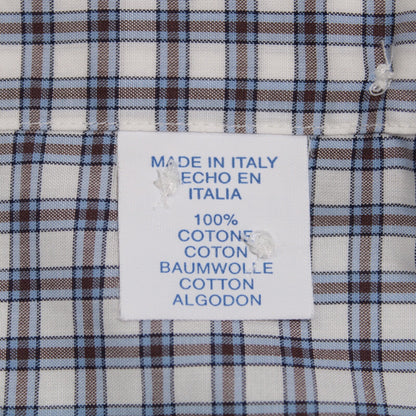 MADE IN ITALY
HECHO EN
ITALIA
100%
COTONE
COTON
BAUMWOLLE
COTTON
ALGODON